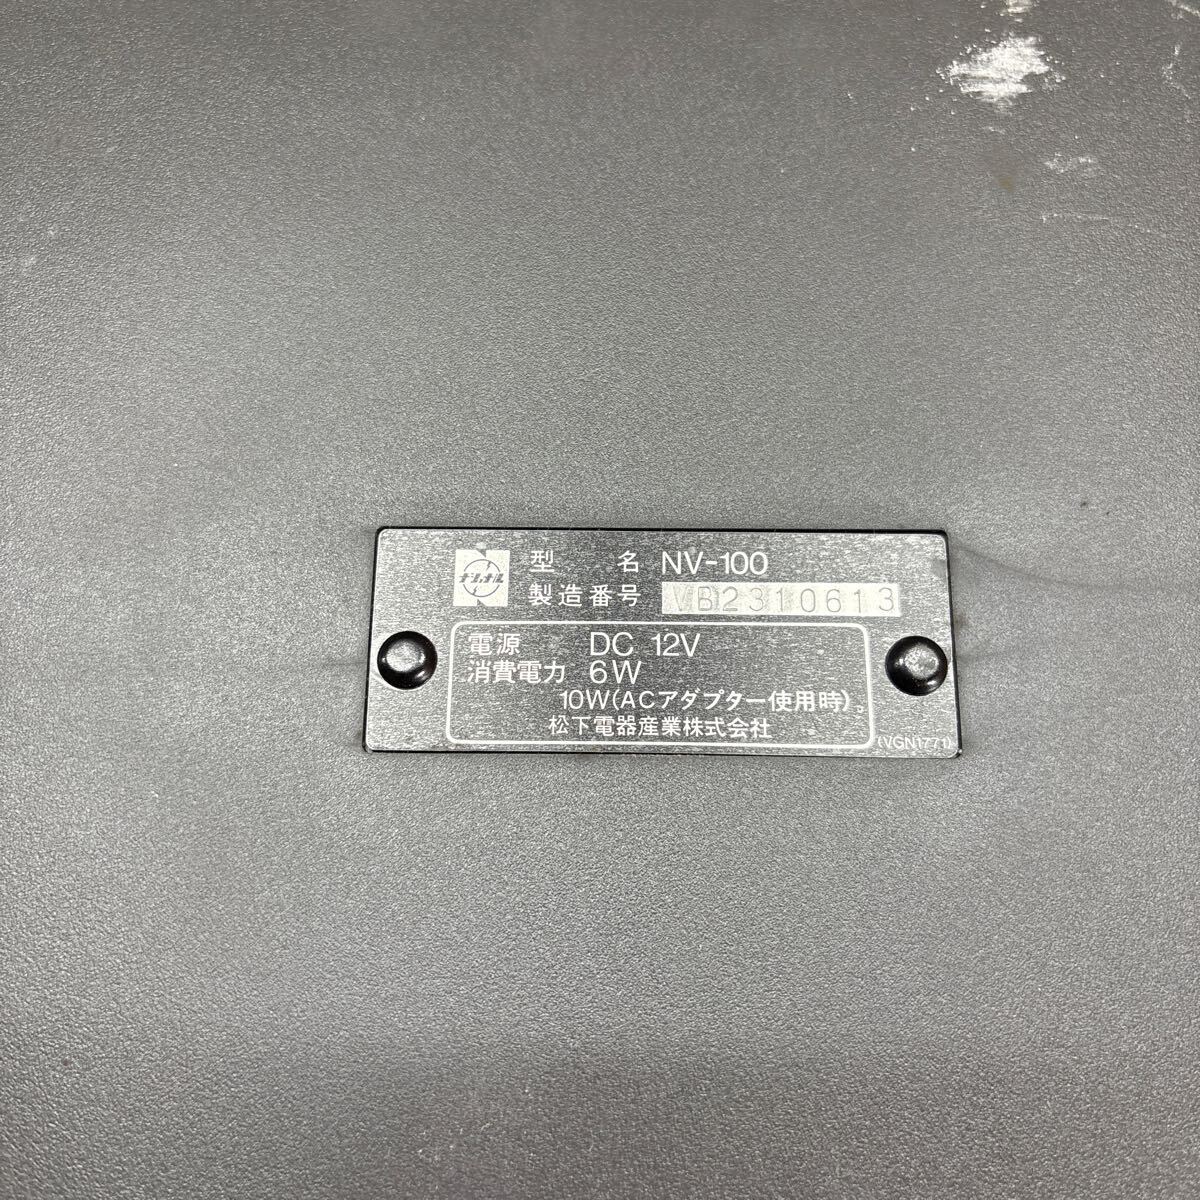 ナショナル
型名 NV-100
製造番号 VB2310613
電源 DC 12V
消費電力 6W
10W(ACアダプター使用時)。
松下電器産業株式会社
(VGN1771)